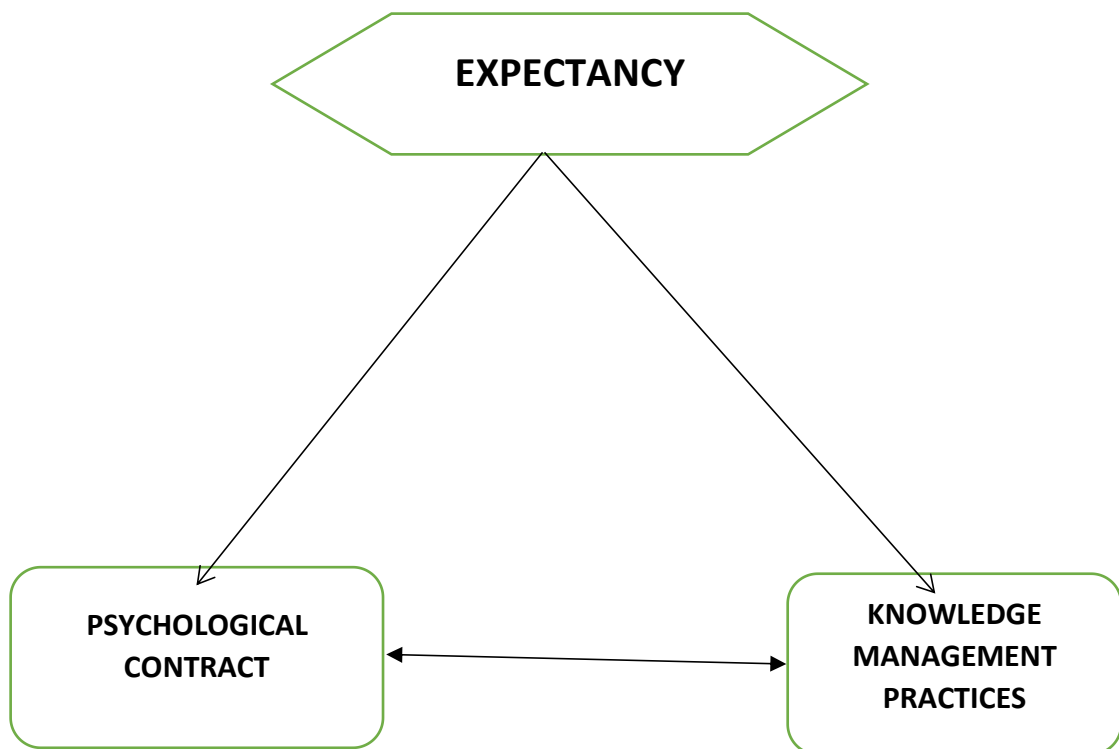 EXPECTANCY
PSYCHOLOGICAL
CONTRACT
KNOWLEDGE
MANAGEMENT
PRACTICES